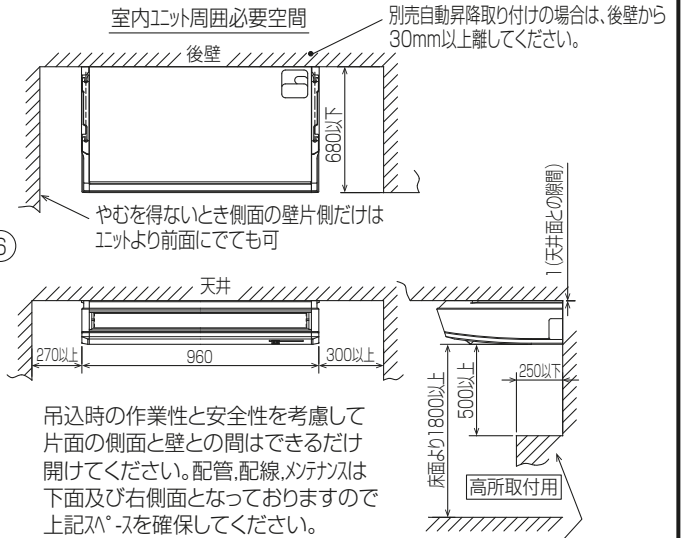 室内ユニット周囲必要空間
別売自動昇降取り付けの場合は、後壁から
30mm以上離してください。
後壁
680以下
やむを得ないとき側面の壁片側だけは
ユニットより前面にでても可
6
1(天井面との隙間)
天井
270以上
960
300以上
床面より1800以上
500以上
250以下
高所取付用
吊込時の作業性と安全性を考慮して
片面の側面と壁との間はできるだけ
開けてください。配管,配線,メンテナンスは
下面及び右側面となっておりますので
上記スペースを確保してください。